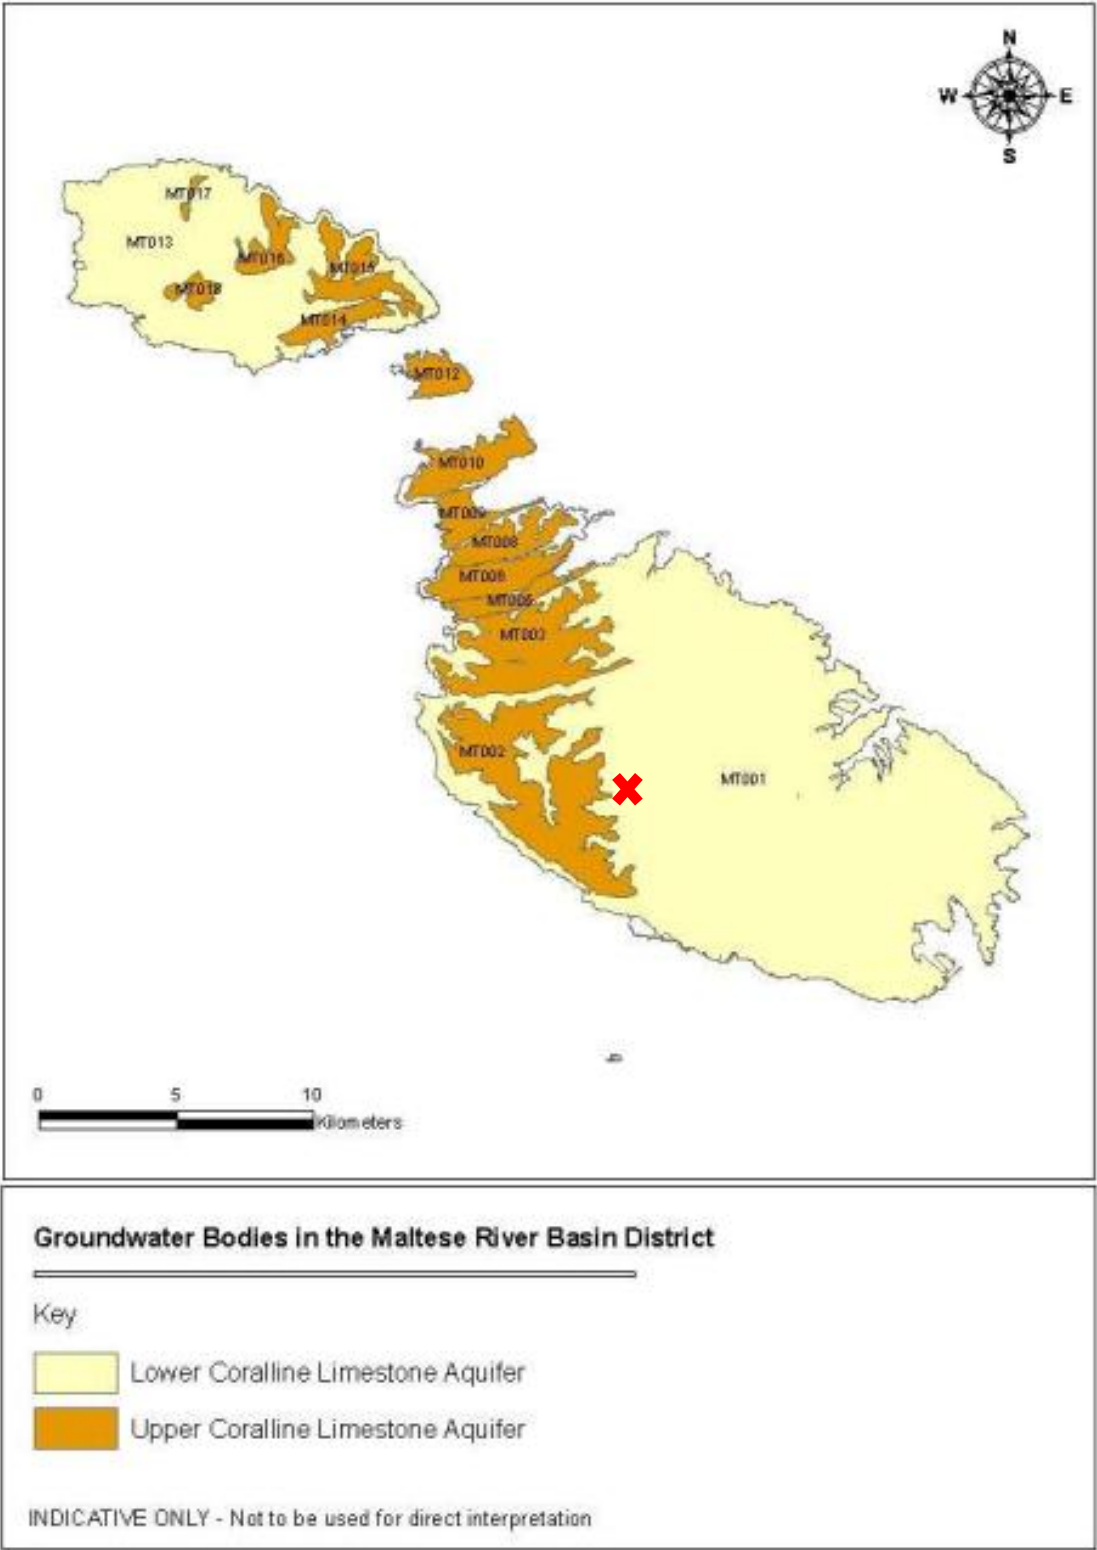 N
W E
S
MT017
MT013
MT016
MT015
MT018
MT014
MT012
MT010
MT009
MT008
MT006
MT005
MT003
MT002
MT001
0 5 10
Kilometers
Groundwater Bodies in the Maltese River Basin District
Key
Lower Coralline Limestone Aquifer
Upper Coralline Limestone Aquifer
INDICATIVE ONLY - Not to be used for direct interpretation